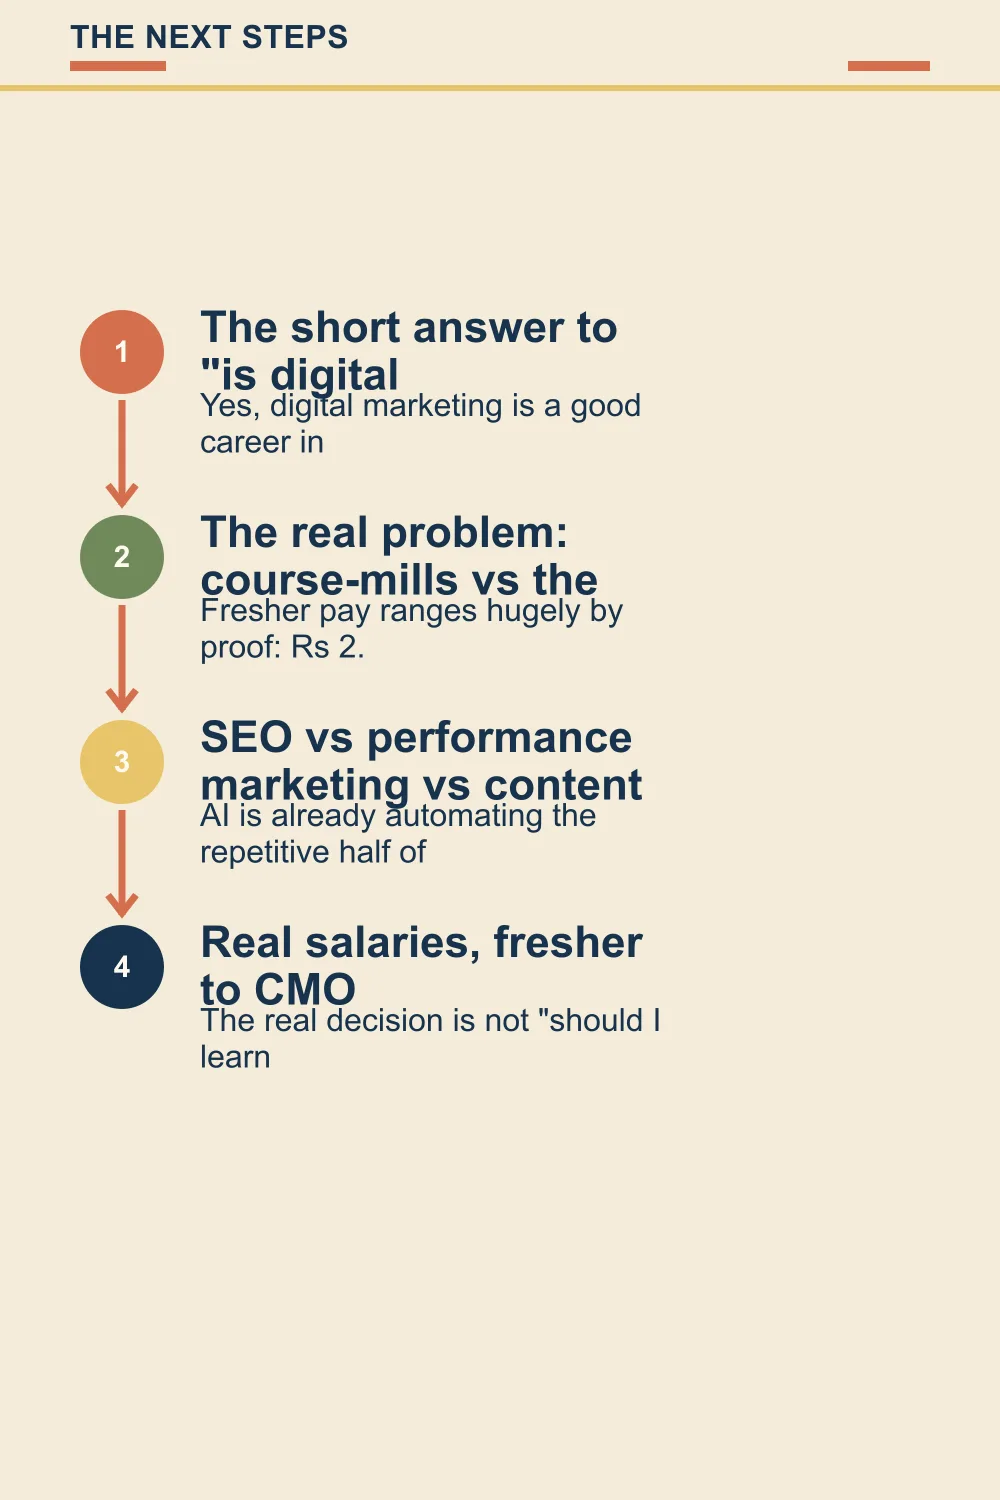 THE NEXT STEPS
1
The short answer to
"is digital
Yes, digital marketing is a good
career in
2
The real problem:
course-mills vs the
Fresher pay ranges hugely by
proof: Rs 2.
3
SEO vs performance
marketing vs content
AI is already automating the
repetitive half of
4
Real salaries, fresher
to CMO
The real decision is not "should I
learn